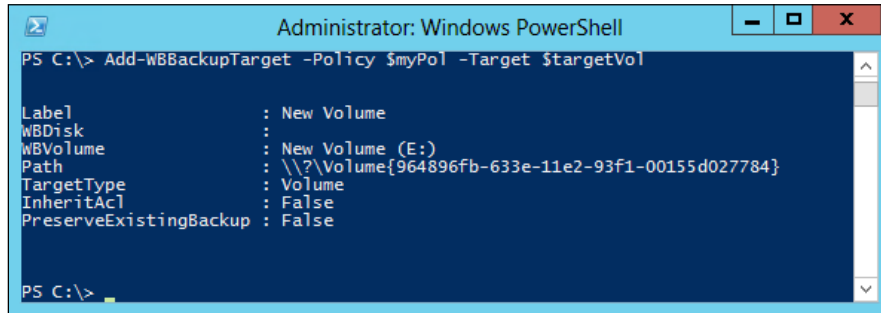 Administrator: Windows PowerShell
PS C:\> Add-WBBackupTarget -Policy $myPol -Target $targetVol
Label : New Volume
WBDisk :
WBVolume : New Volume (E:)
Path : \\?\Volume{964896fb-633e-11e2-93f1-00155d027784}
TargetType : Volume
InheritAcl : False
PreserveExistingBackup : False
PS C:\> _